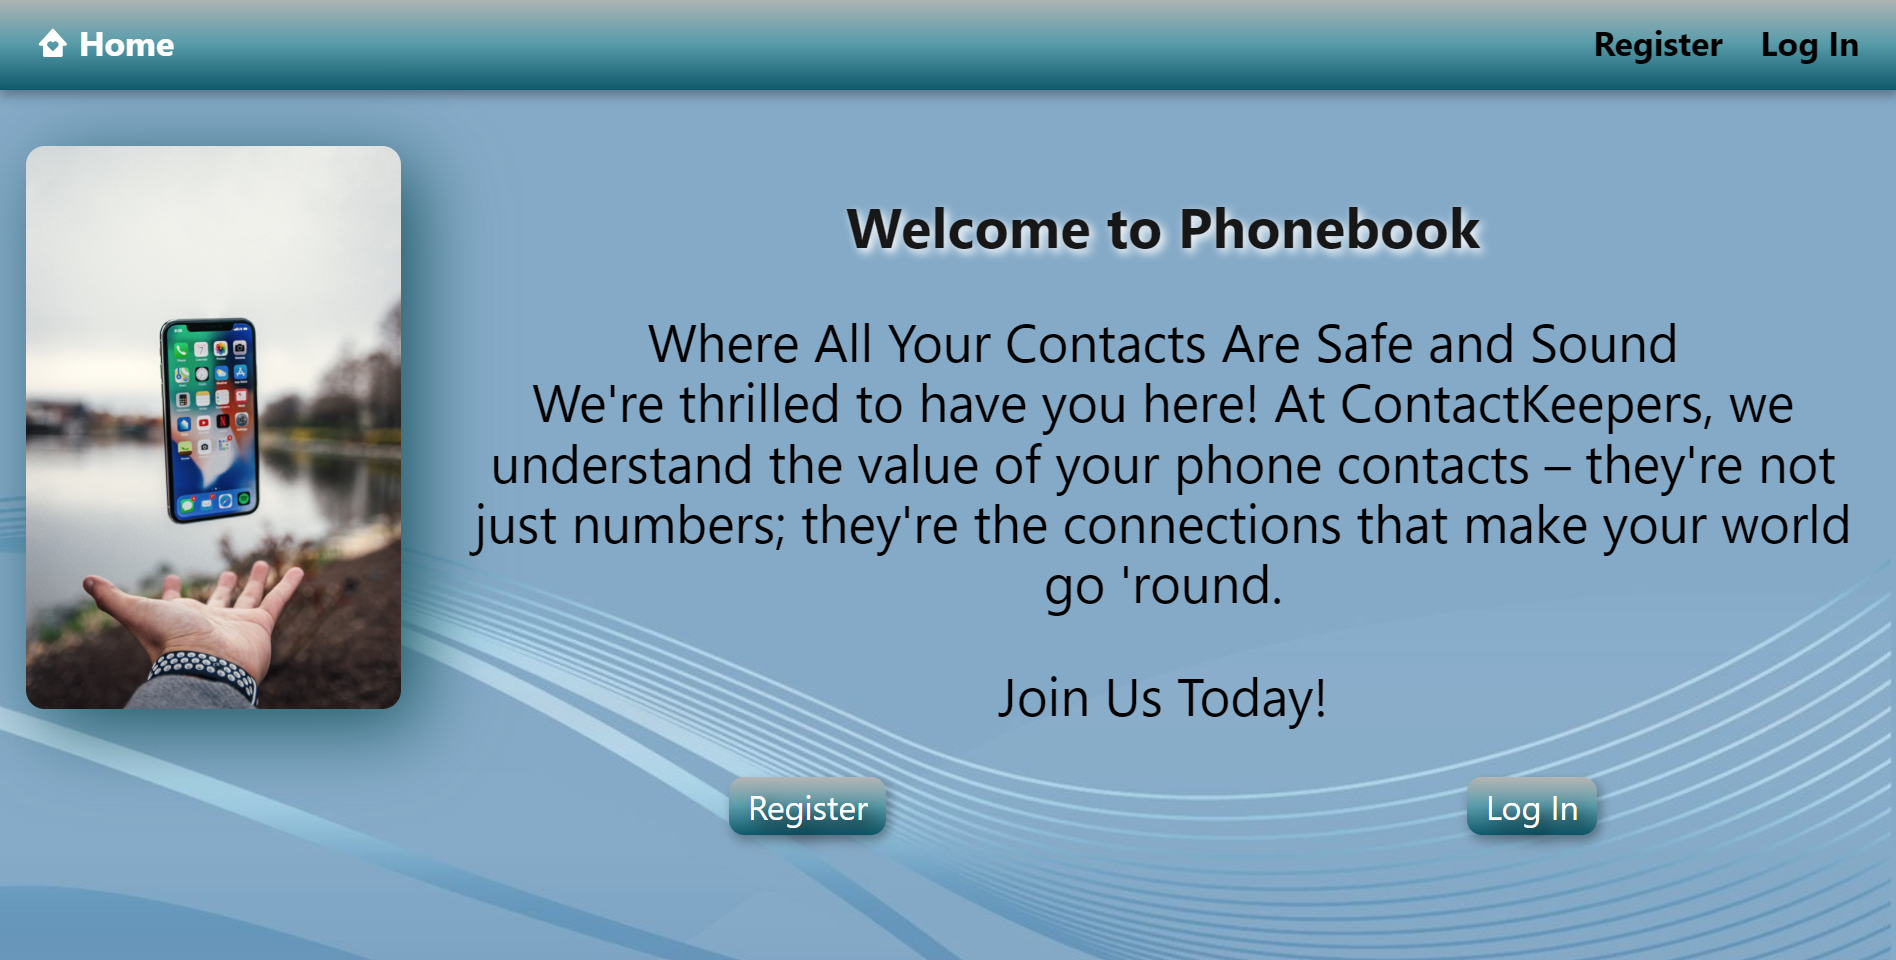 Home
Register
Log In
Welcome to Phonebook
Where All Your Contacts Are Safe and Sound
We're thrilled to have you here! At ContactKeepers, we
understand the value of your phone contacts – they're not
just numbers; they're the connections that make your world
go 'round.
Join Us Today!
Register
Log In